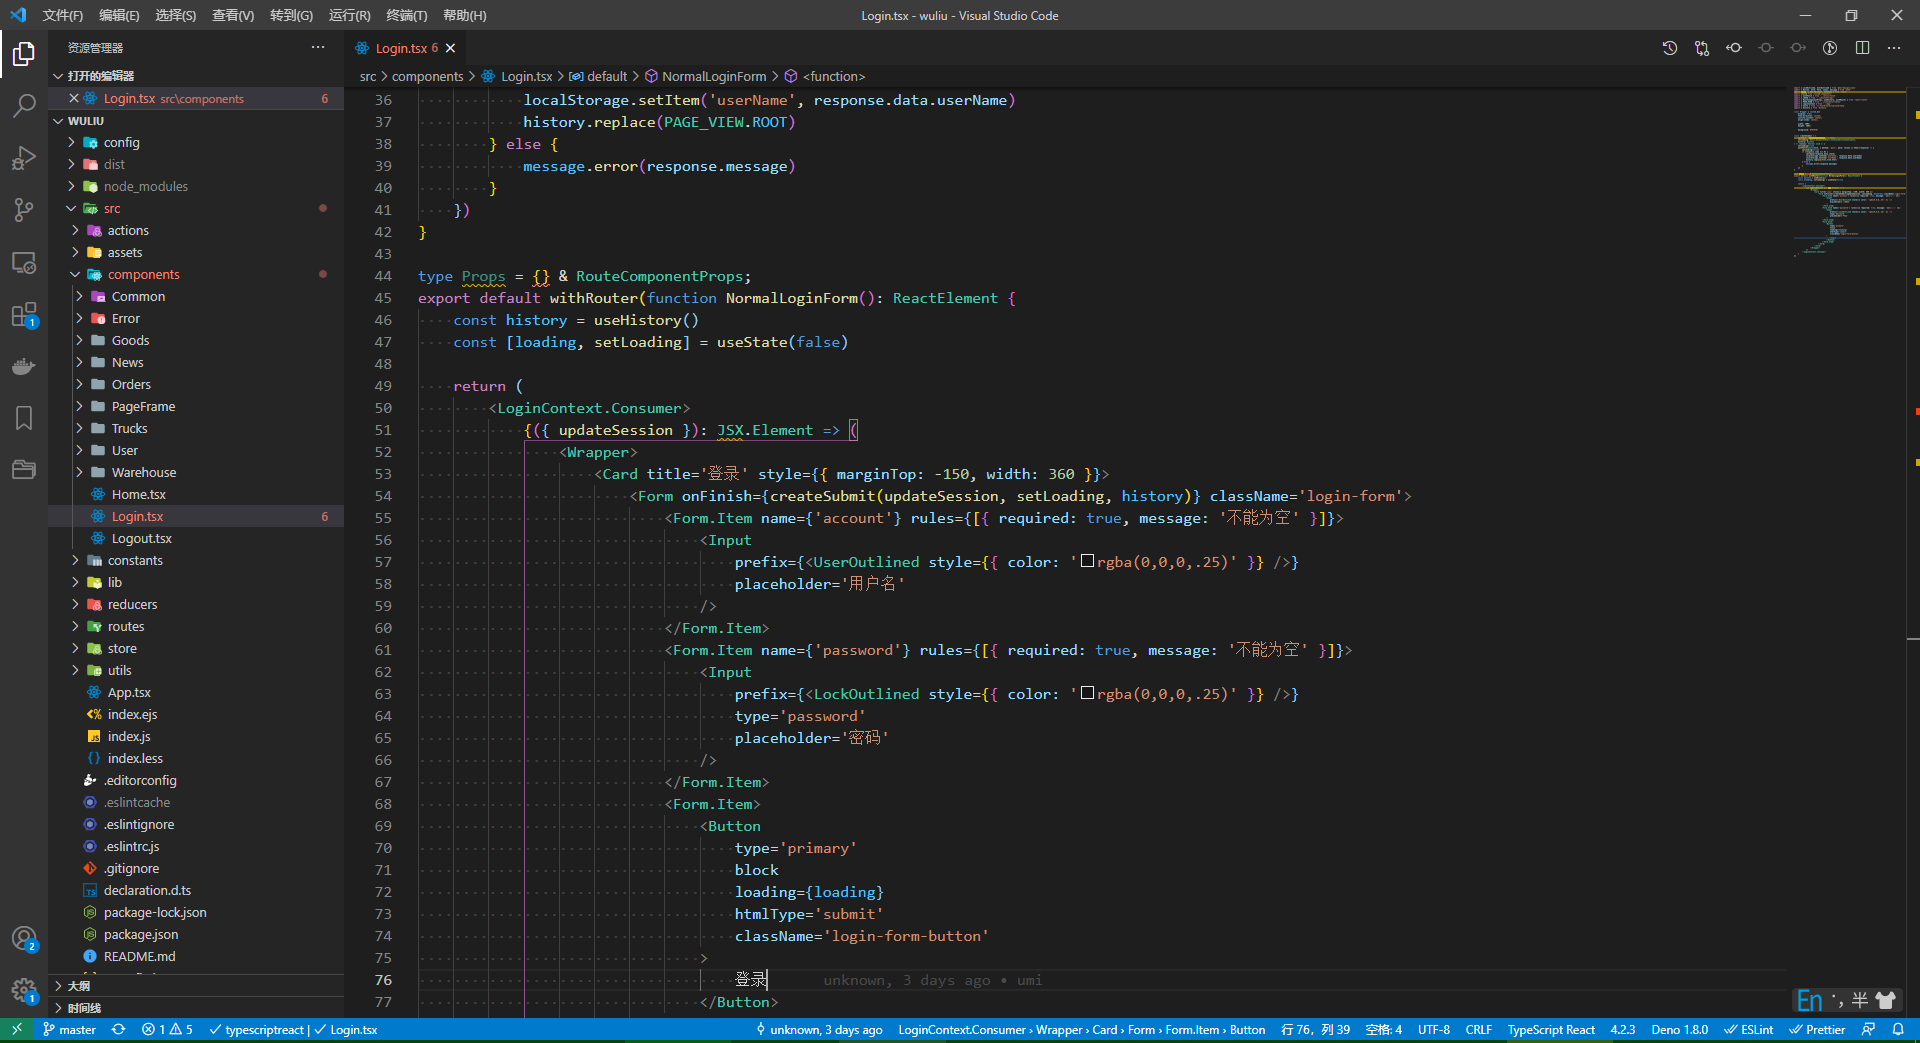 文件(F) 编辑(E) 选择(S) 查看(V) 转到(G) 运行(R) 终端(T) 帮助(H)
Login.tsx - wuliu - Visual Studio Code
资源管理器
打开的编辑器
Login.tsx src\components 6
WULIU
config
dist
node_modules
src
actions
assets
components
Common
Error
Goods
News
Orders
PageFrame
Trucks
User
Warehouse
Home.tsx
Login.tsx 6
Logout.tsx
constants
lib
reducers
routes
store
utils
App.tsx
index.ejs
index.js
index.less
.editorconfig
.eslintcache
.eslintignore
.eslintrc.js
.gitignore
declaration.d.ts
package-lock.json
package.json
README.md
大纲
时间线
1
2
1
Login.tsx 6
src > components > Login.tsx > default > NormalLoginForm > <function>
36 localStorage.setItem('userName', response.data.userName)
37 history.replace(PAGE_VIEW.ROOT)
38 } else {
39 message.error(response.message)
40 }
41 })
42 }
43
44 type Props = {} & RouteComponentProps;
45 export default withRouter(function NormalLoginForm(): ReactElement {
46 const history = useHistory()
47 const [loading, setLoading] = useState(false)
48
49 return (
50 <LoginContext.Consumer>
51 {({ updateSession }): JSX.Element => (
52 <Wrapper>
53 <Card title='登录' style={{ marginTop: -150, width: 360 }}>
54 <Form onFinish={createSubmit(updateSession, setLoading, history)} className='login-form'>
55 <Form.Item name={'account'} rules={[{ required: true, message: '不能为空' }]}>
56 <Input
57 prefix={<UserOutlined style={{ color: 'rgba(0,0,0,.25)' }} />}
58 placeholder='用户名'
59 />
60 </Form.Item>
61 <Form.Item name={'password'} rules={[{ required: true, message: '不能为空' }]}>
62 <Input
63 prefix={<LockOutlined style={{ color: 'rgba(0,0,0,.25)' }} />}
64 type='password'
65 placeholder='密码'
66 />
67 </Form.Item>
68 <Form.Item>
69 <Button
70 type='primary'
71 block
72 loading={loading}
73 htmlType='submit'
74 className='login-form-button'
75 >
76 登录 unknown, 3 days ago • umi
77 </Button>
En 半
master 1 5 typescriptreact | Login.tsx unknown, 3 days ago LoginContext.Consumer › Wrapper › Card › Form › Form.Item › Button 行 76，列 39 空格: 4 UTF-8 CRLF TypeScript React 4.2.3 Deno 1.8.0 ESLint Prettier